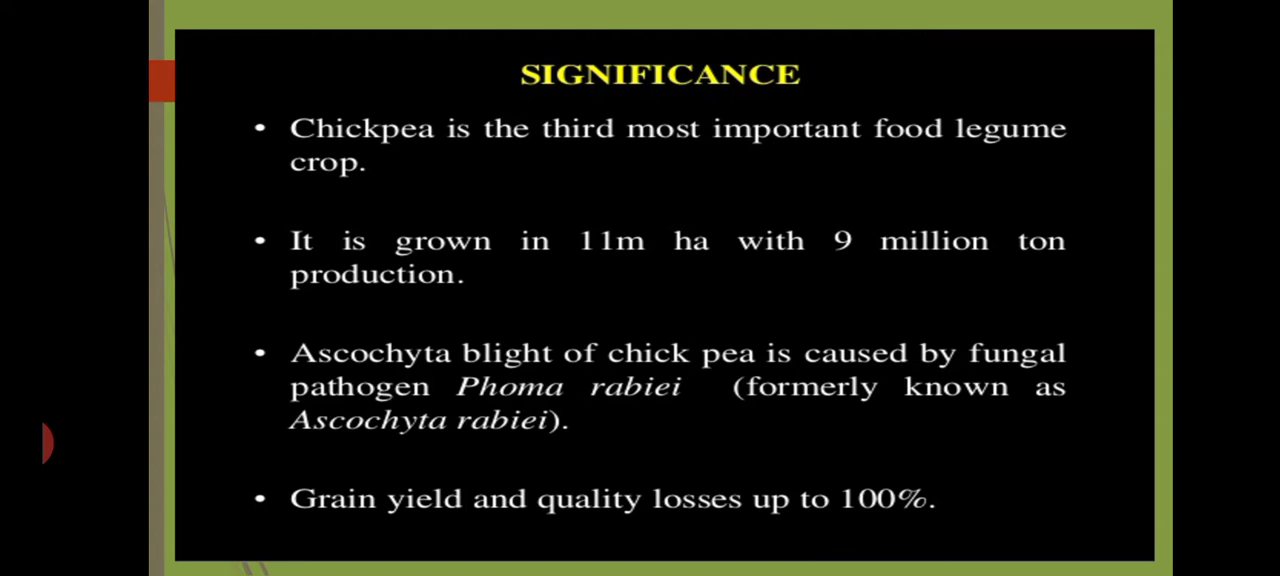 SIGNIFICANCE
• Chickpea is the third most important food legume
crop.
• It is grown in 11m ha with 9 million ton
production.
• Ascochyta blight of chick pea is caused by fungal
pathogen Phoma rabiei (formerly known as
Ascochyta rabiei).
• Grain yield and quality losses up to 100%.